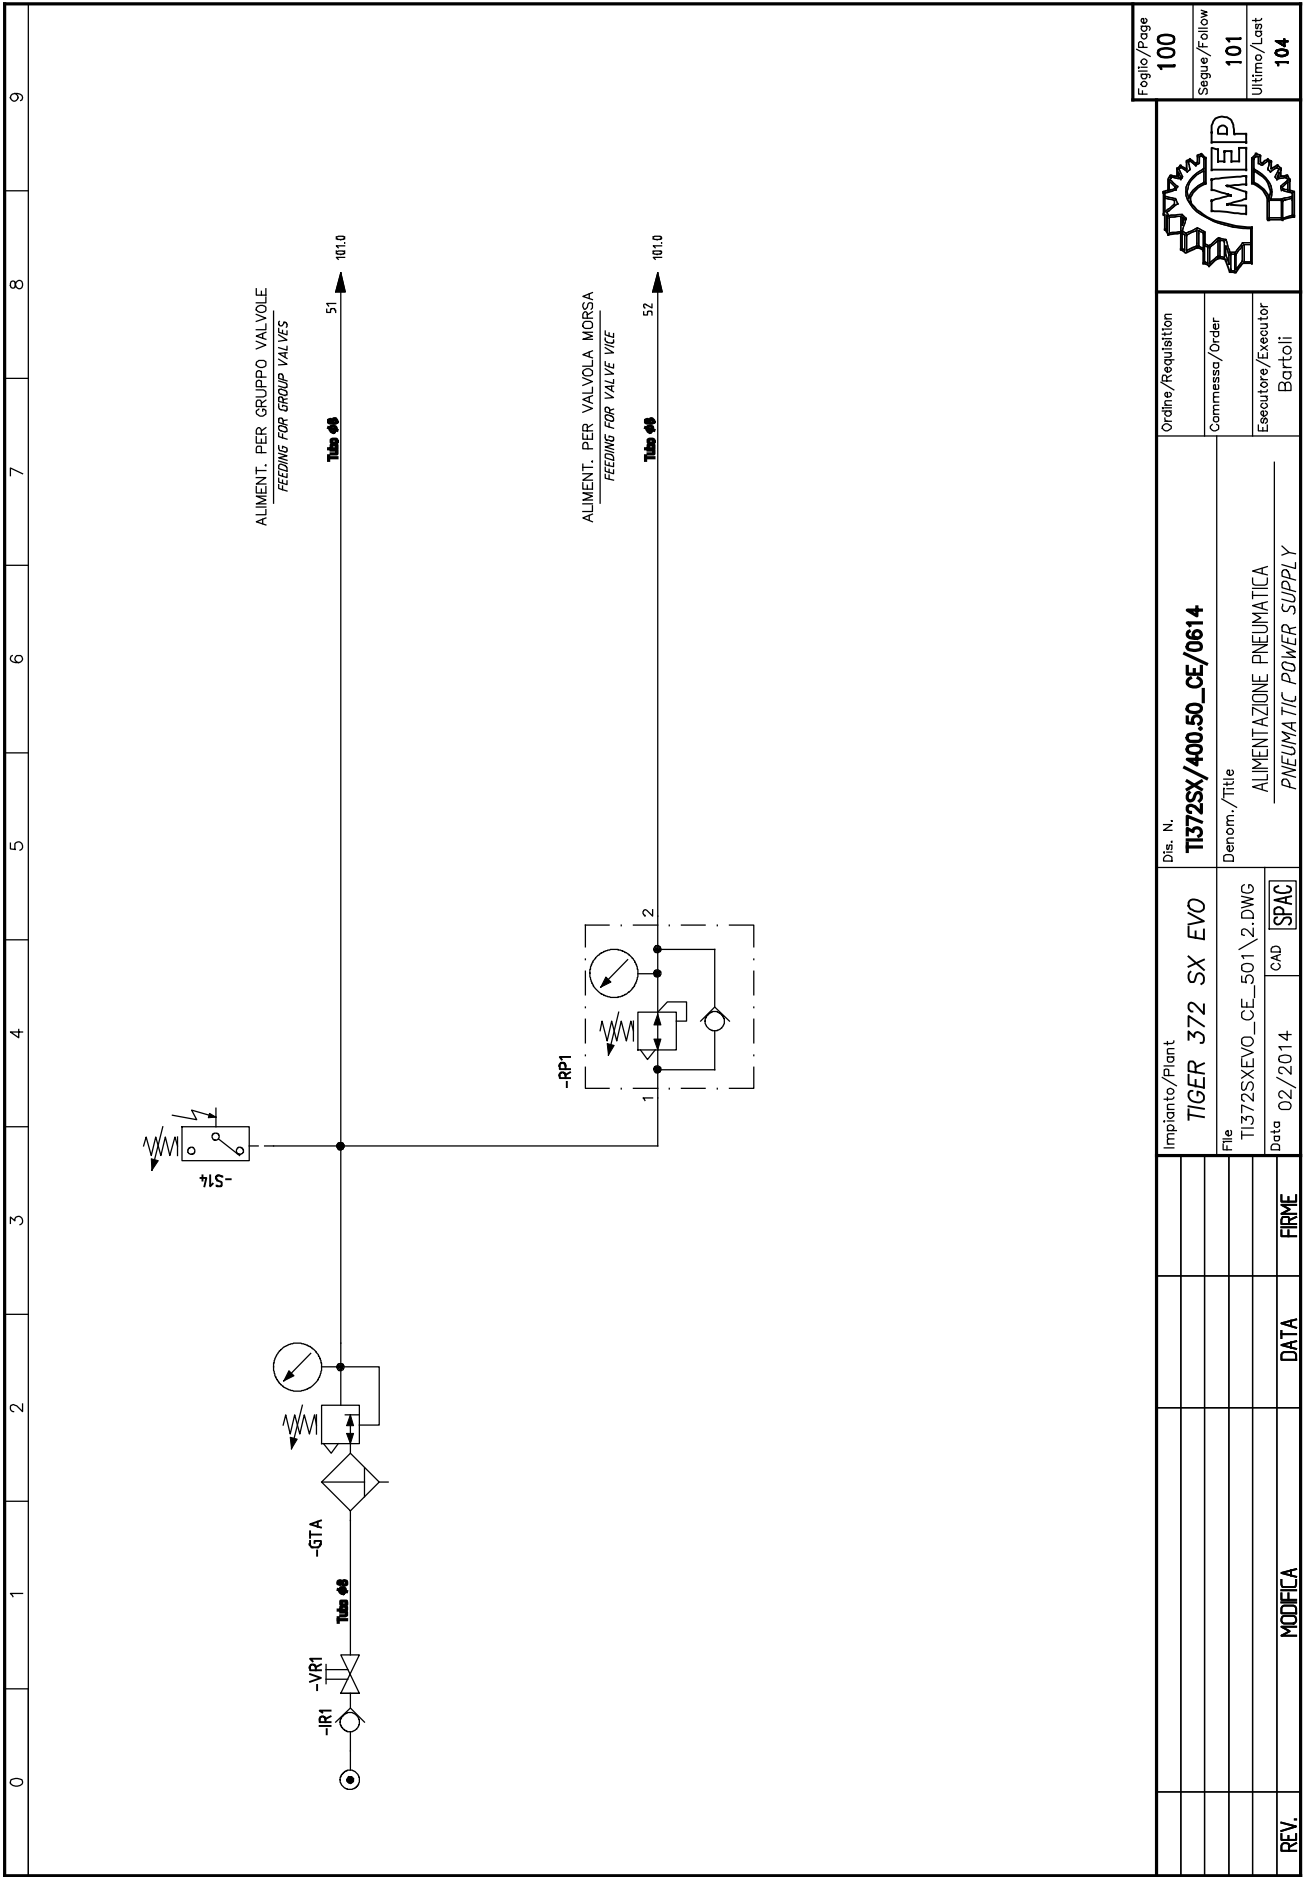 0 1 2 3 4 5 6 7 8 9
-IR1
-VR1
Tubo Φ8
-GTA
-S14
ALIMENT. PER GRUPPO VALVOLE
FEEDING FOR GROUP VALVES
51
101.0
-RP1
1
2
ALIMENT. PER VALVOLA MORSA
FEEDING FOR VALVE VICE
52
101.0
REV.
MODIFICA
DATA
FIRME
Impianto/Plant
TIGER 372 SX EVO
File
TI372SXEVO_CE_501\2.DWG
Data 02/2014
CAD SPAC
Dis. N.
TI372SX/400.50_CE/0614
Denom./Title
ALIMENTAZIONE PNEUMATICA
PNEUMATIC POWER SUPPLY
Ordine/Requisition
Commessa/Order
Esecutore/Executor
Bartoli
MEP
Foglio/Page
100
Segue/Follow
101
Ultimo/Last
104